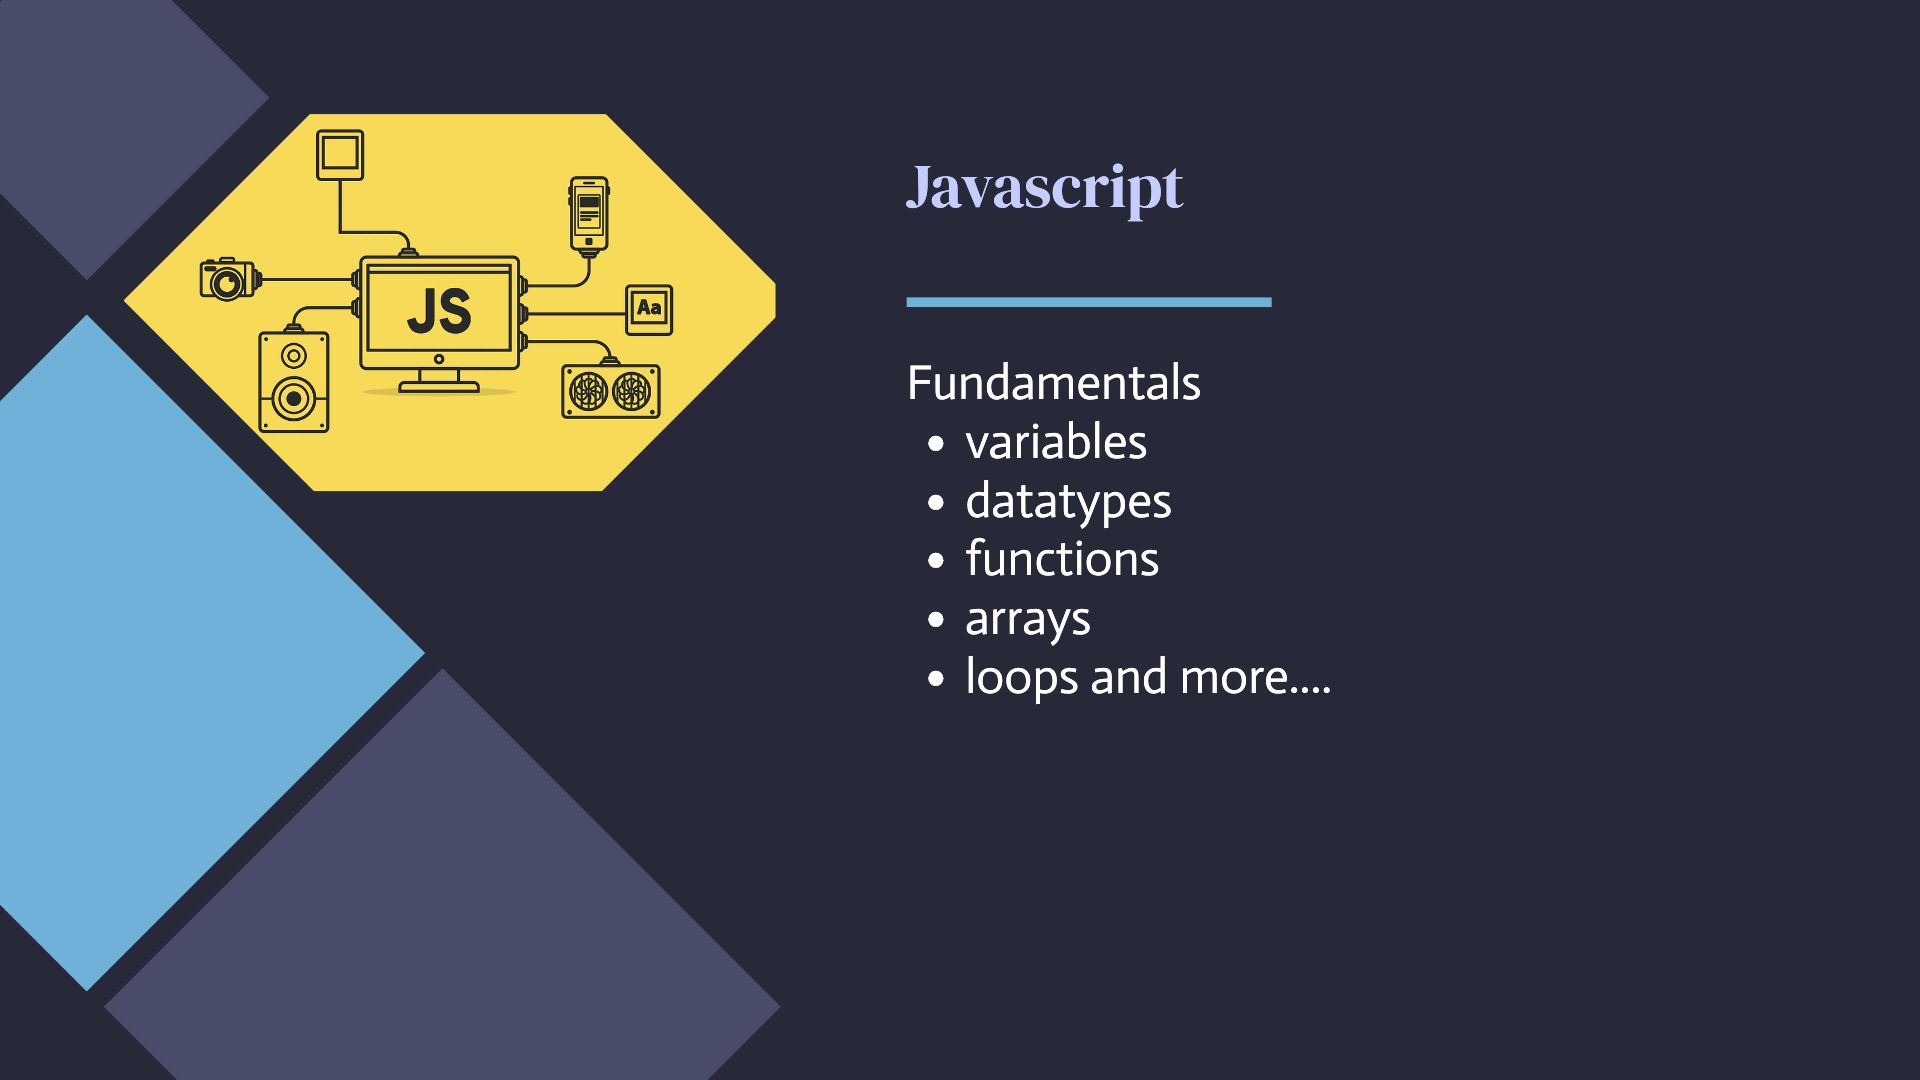 JS
Aa
Javascript
Fundamentals
• variables
• datatypes
• functions
• arrays
• loops and more....